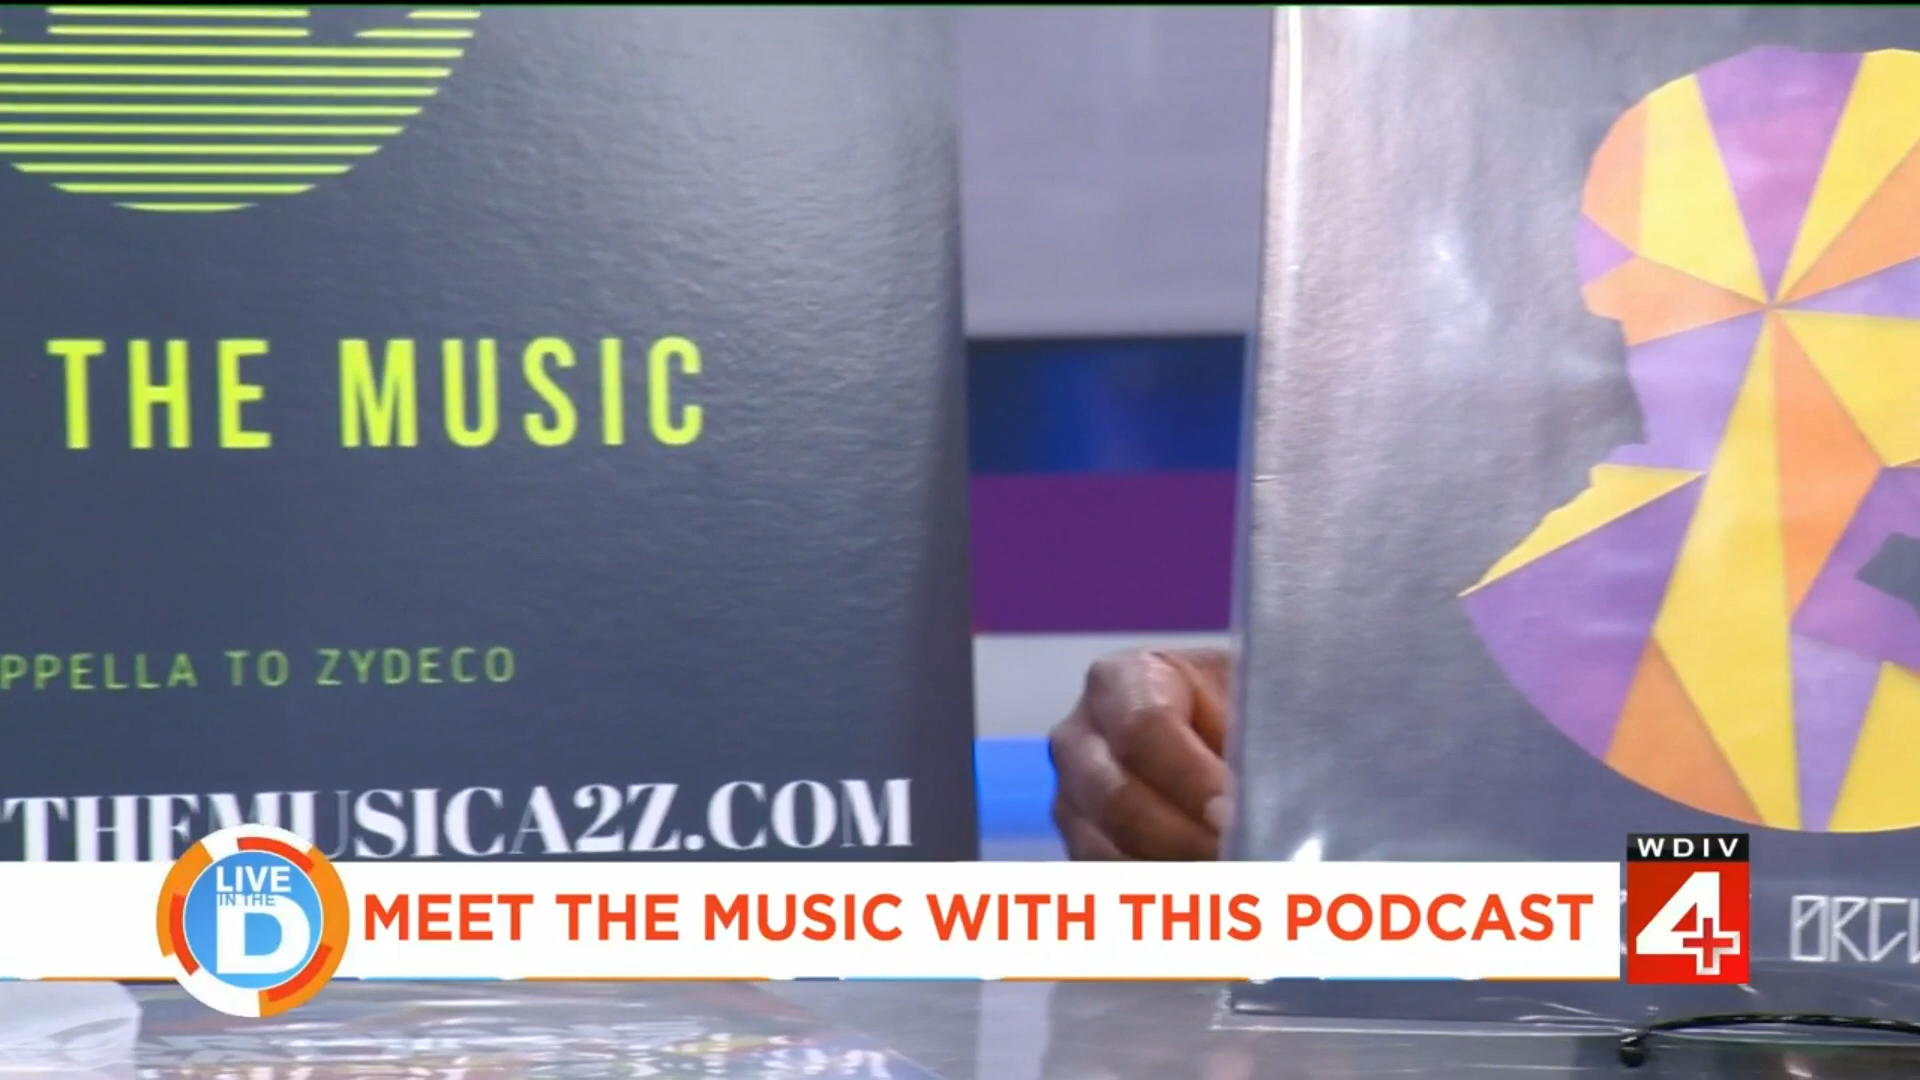 THE MUSIC
PPELLA TO ZYDECO
THEMUSICA2Z.COM
LIVE
IN THE
D
MEET THE MUSIC WITH THIS PODCAST
WDIV
4+